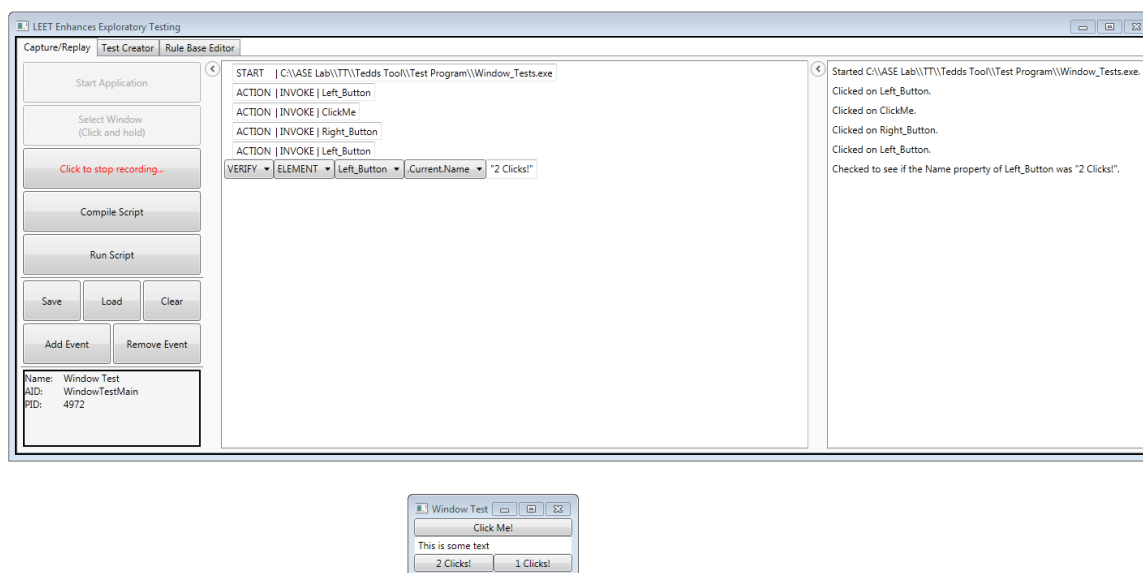 LEET Enhances Exploratory Testing
Capture/Replay Test Creator Rule Base Editor
Start Application
Select Window
(Click and hold)
Click to stop recording...
Compile Script
Run Script
Save Load Clear
Add Event Remove Event
Name: Window Test
AID: WindowTestMain
PID: 4972
START | C:\\ASE Lab\\TT\\Tedds Tool\\Test Program\\Window_Tests.exe
ACTION | INVOKE | Left_Button
ACTION | INVOKE | ClickMe
ACTION | INVOKE | Right_Button
ACTION | INVOKE | Left_Button
VERIFY ELEMENT Left_Button .Current.Name "2 Clicks!"
Started C:\\ASE Lab\\TT\\Tedds Tool\\Test Program\\Window_Tests.exe.
Clicked on Left_Button.
Clicked on ClickMe.
Clicked on Right_Button.
Clicked on Left_Button.
Checked to see if the Name property of Left_Button was "2 Clicks!".
Window Test
Click Me!
This is some text
2 Clicks! 1 Clicks!